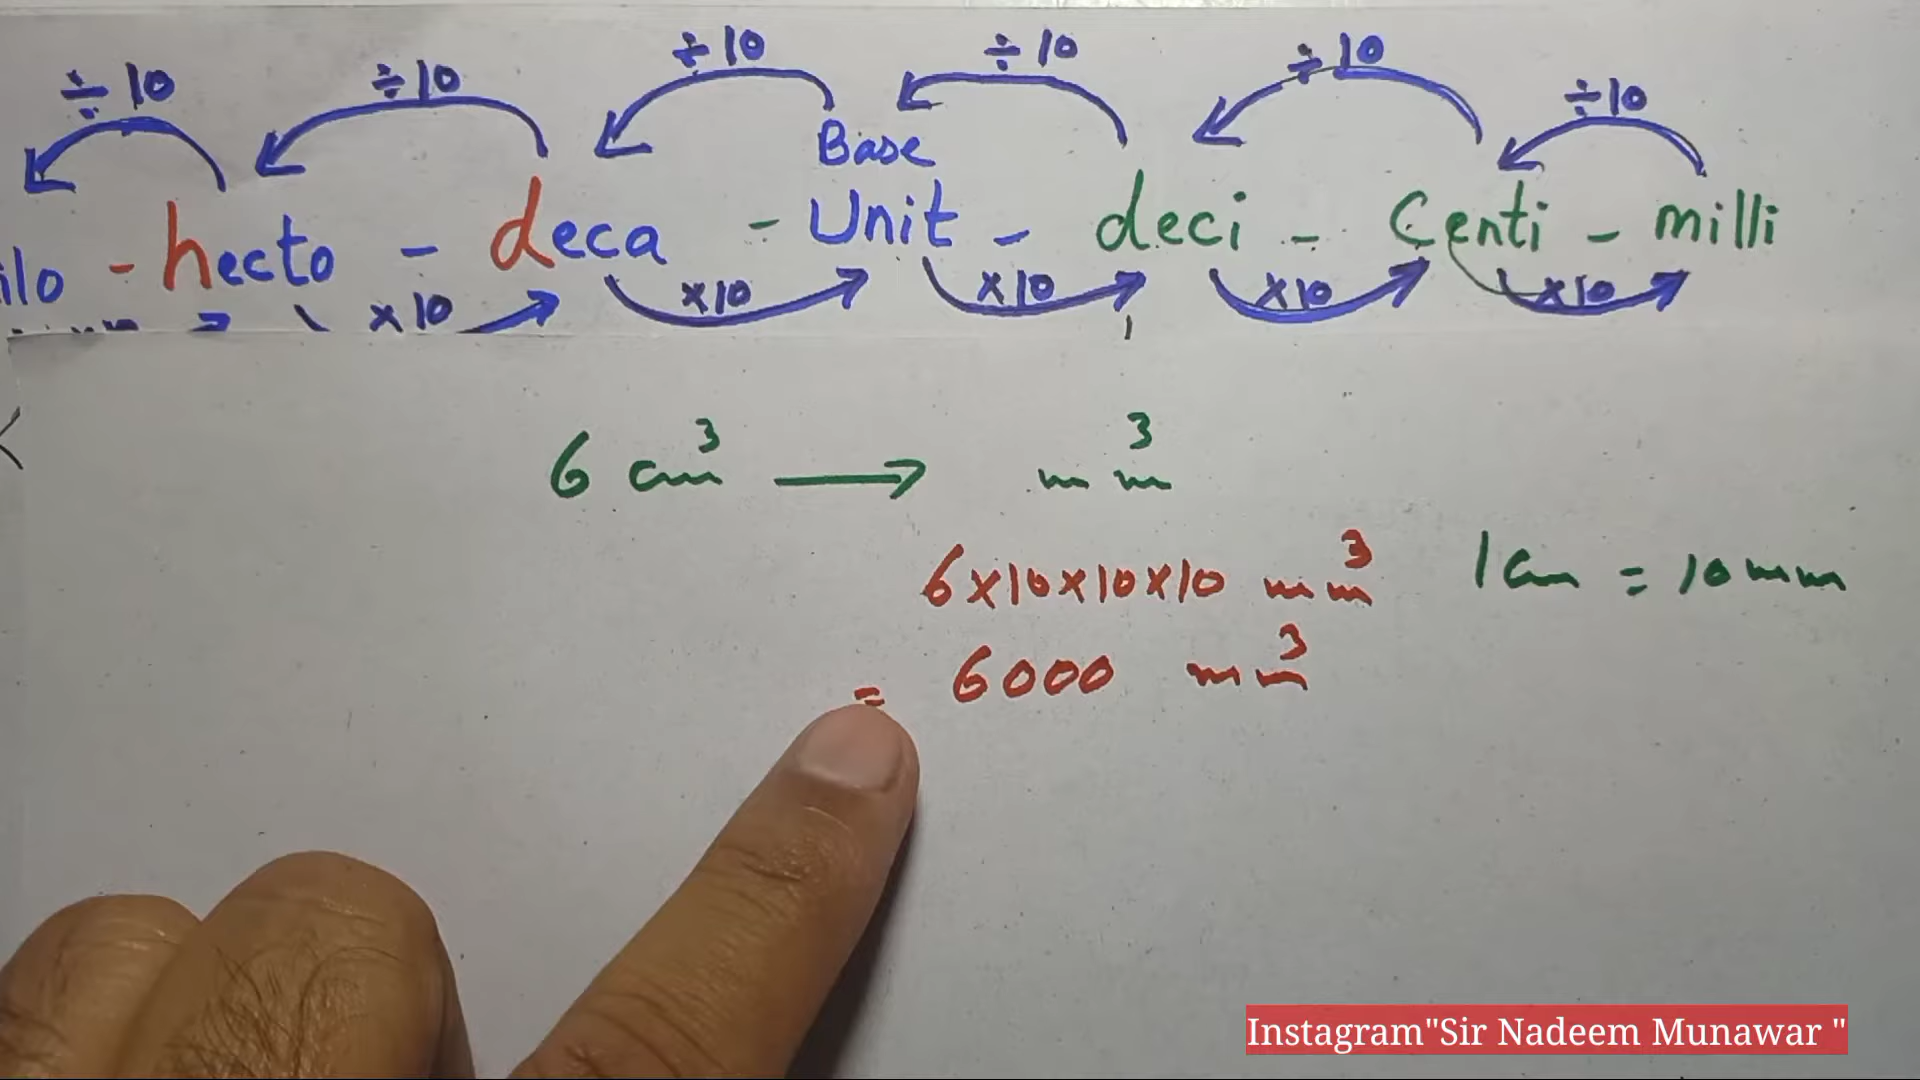 ÷10 ÷10 ÷10 ÷10 ÷10 ÷10
Base
ilo - hecto - deca - Unit - deci - Centi - milli
×10 ×10 ×10 ×10 ×10
6 cm³ → mm³
6×10×10×10 mm³
1cm = 10mm
= 6000 mm³
Instagram"Sir Nadeem Munawar "